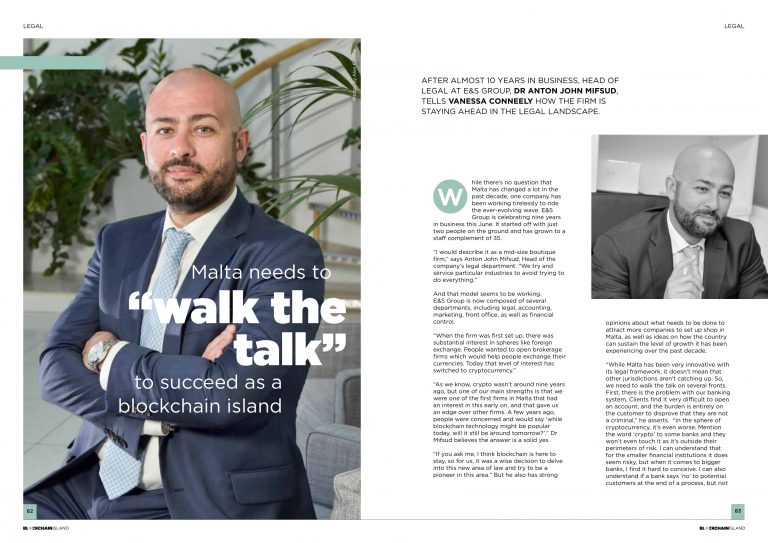 LEGAL
Malta needs to
“walk the
talk”
to succeed as a
blockchain island
82
BL CKCHAINISLAND
LEGAL
AFTER ALMOST 10 YEARS IN BUSINESS, HEAD OF
LEGAL AT E&S GROUP, DR ANTON JOHN MIFSUD,
TELLS VANESSA CONNEELY HOW THE FIRM IS
STAYING AHEAD IN THE LEGAL LANDSCAPE.
While there’s no question that
Malta has changed a lot in the
past decade, one company has
been working tirelessly to ride
the ever-evolving wave. E&S
Group is celebrating nine years
in business this June. It started off with just
two people on the ground and has grown to a
staff complement of 35.
“I would describe it as a mid-size boutique
firm,” says Anton John Mifsud, Head of the
company’s legal department. “We try and
service particular industries to avoid trying to
do everything.”
And that model seems to be working.
E&S Group is now composed of several
departments, including legal, accounting,
marketing, front office, as well as financial
control.
“When the firm was first set up, there was
substantial interest in spheres like foreign
exchange. People wanted to open brokerage
firms which would help people exchange their
currencies. Today that level of interest has
switched to cryptocurrency.”
“As we know, crypto wasn’t around nine years
ago, but one of our main strengths is that we
were one of the first firms in Malta that had
an interest in this early on, and that gave us
an edge over other firms. A few years ago,
people were concerned and would say ‘while
blockchain technology might be popular
today, will it still be around tomorrow?’.” Dr
Mifsud believes the answer is a solid yes.
“If you ask me, I think blockchain is here to
stay, so for us, it was a wise decision to delve
into this new area of law and try to be a
pioneer in this area.” But he also has strong
opinions about what needs to be done to
attract more companies to set up shop in
Malta, as well as ideas on how the country
can sustain the level of growth it has been
experiencing over the past decade.
“While Malta has been very innovative with
its legal framework, it doesn’t mean that
other jurisdictions aren’t catching up. So,
we need to walk the talk on several fronts.
First, there is the problem with our banking
system. Clients find it very difficult to open
an account, and the burden is entirely on
the customer to disprove that they are not
a criminal,” he asserts. “In the sphere of
cryptocurrency, it’s even worse. Mention
the word ‘crypto’ to some banks and they
won’t even touch it as it’s outside their
perimeters of risk. I can understand that
for the smaller financial institutions it does
seem risky, but when it comes to bigger
banks, I find it hard to conceive. I can also
understand if a bank says ‘no’ to potential
customers at the end of a process, but not
83
BL CKCHAINISLAND